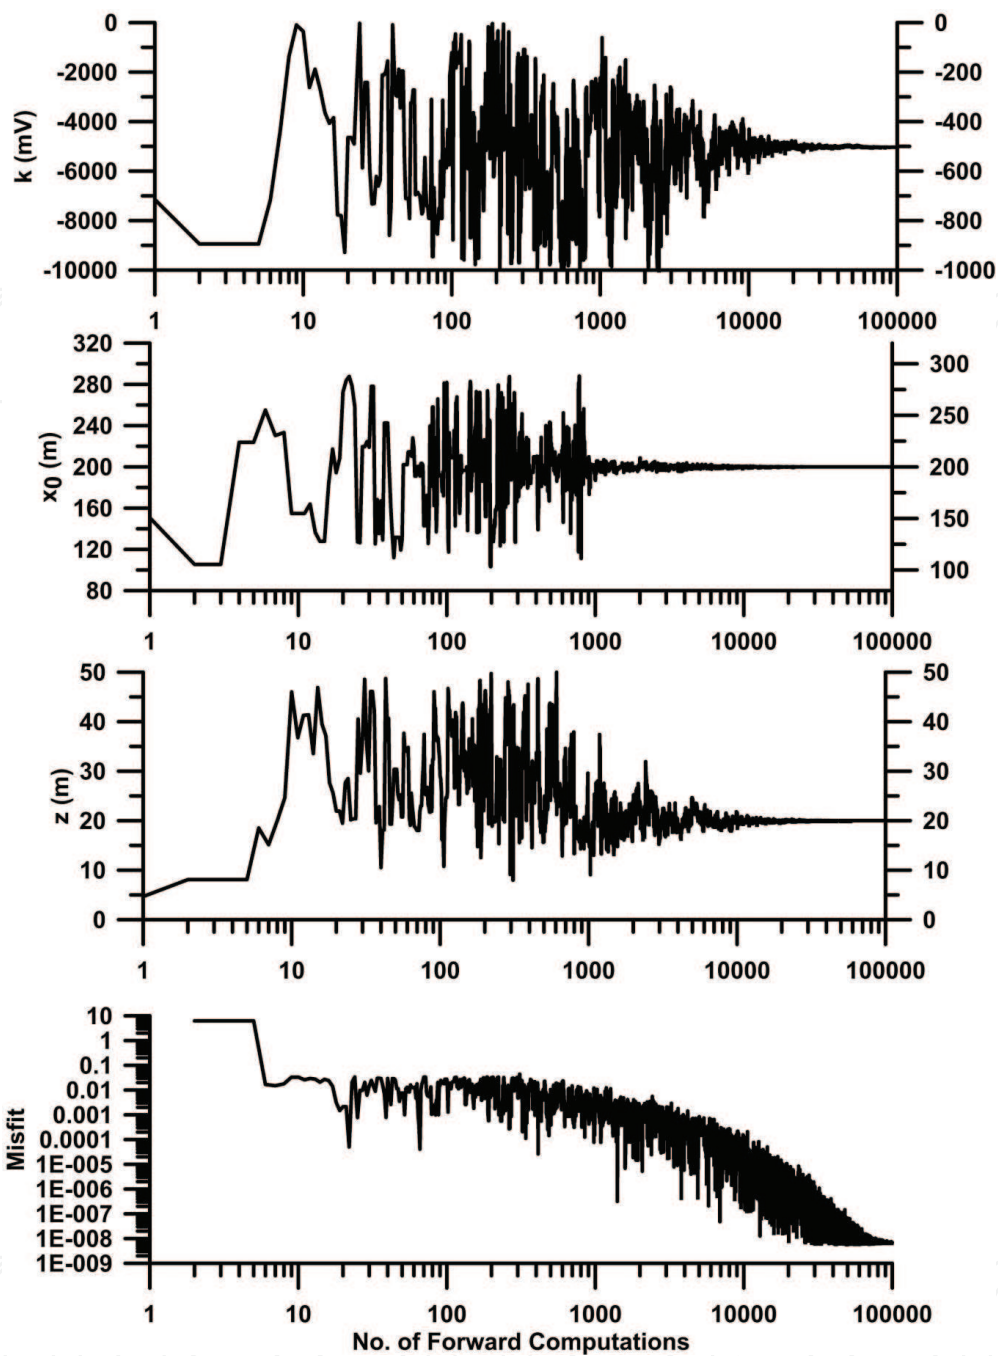 0 0
-2000 -200
-4000 -400
k (mV)
-6000 -600
-8000 -800
-10000 -1000
1 10 100 1000 10000 100000
320
300
280
250
240
x0 (m)
200 200
160
150
120
100
80
1 10 100 1000 10000 100000
50 50
40 40
30 30
z (m)
20 20
10 10
0 0
1 10 100 1000 10000 100000
10
1
0.1
0.01
0.001
Misfit
0.0001
1E-005
1E-006
1E-007
1E-008
1E-009
1 10 100 1000 10000 100000
No. of Forward Computations